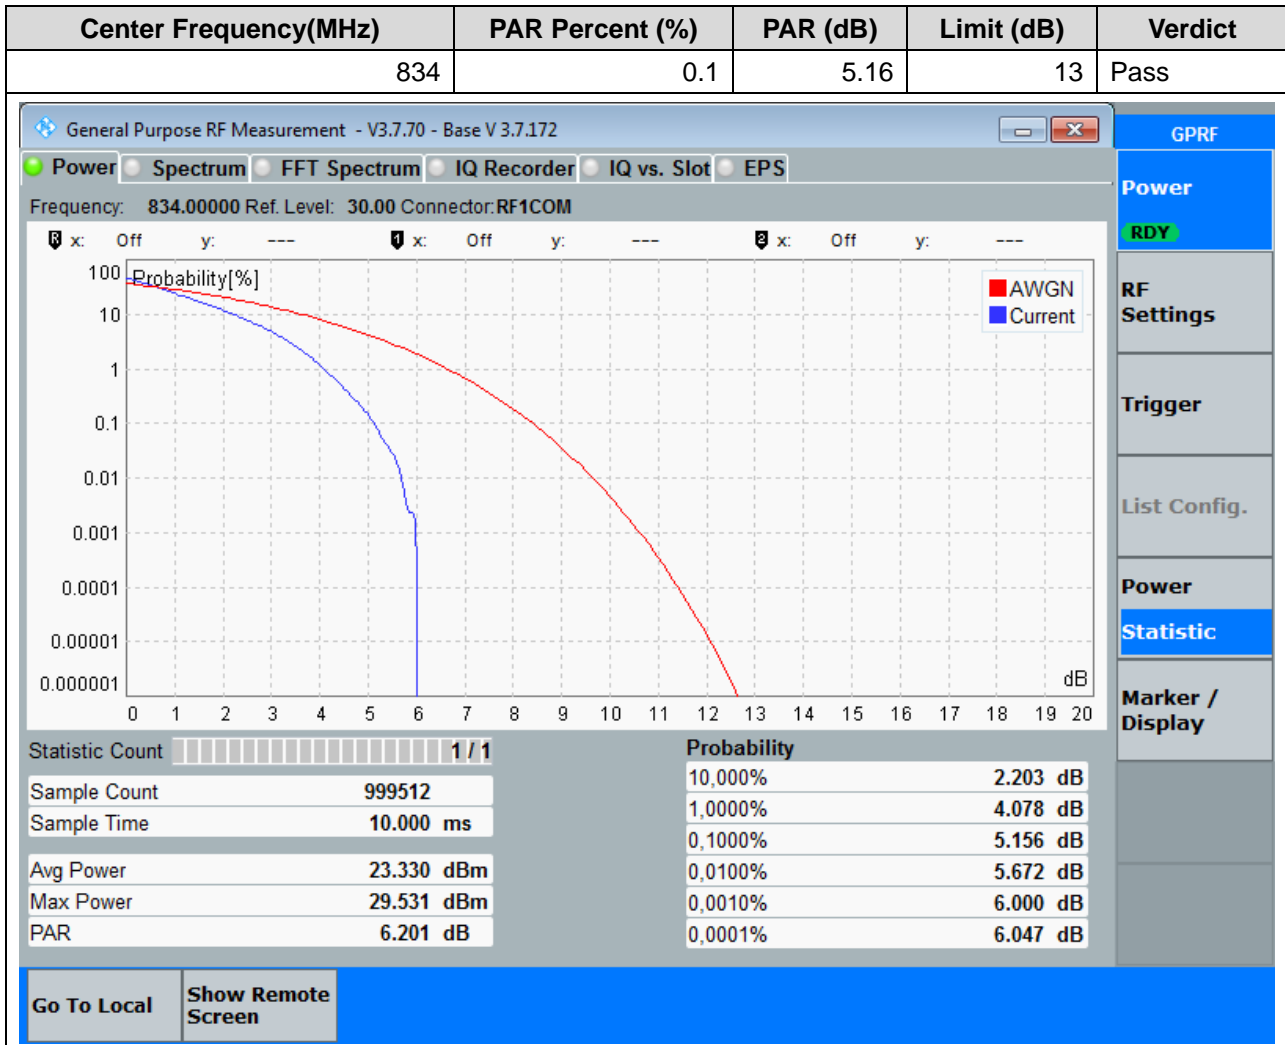 Center Frequency(MHz) PAR Percent (%) PAR (dB) Limit (dB) Verdict
834 0.1 5.16 13 Pass
General Purpose RF Measurement - V3.7.70 - Base V 3.7.172
GPRF
Power Spectrum FFT Spectrum IQ Recorder IQ vs. Slot EPS
Power
RDY
Frequency: 834.00000 Ref. Level: 30.00 Connector: RF1COM
R x: Off y: --- 1 x: Off y: --- 2 x: Off y: ---
100 Probability[%]
AWGN
Current
10
1
0.1
0.01
0.001
0.0001
0.00001
0.000001
dB
0 1 2 3 4 5 6 7 8 9 10 11 12 13 14 15 16 17 18 19 20
RF
Settings
Trigger
List Config.
Power
Statistic
Marker /
Display
Statistic Count 1 / 1
Sample Count 999512
Sample Time 10.000 ms
Avg Power 23.330 dBm
Max Power 29.531 dBm
PAR 6.201 dB
Probability
10,000% 2.203 dB
1,0000% 4.078 dB
0,1000% 5.156 dB
0,0100% 5.672 dB
0,0010% 6.000 dB
0,0001% 6.047 dB
Go To Local
Show Remote
Screen